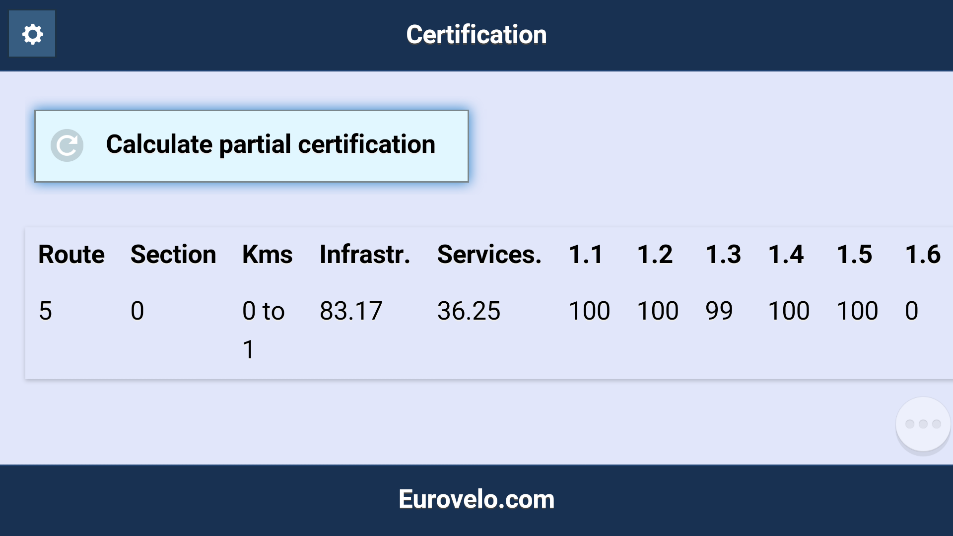 Certification
Calculate partial certification
Route Section Kms Infrastr. Services. 1.1 1.2 1.3 1.4 1.5 1.6
5 0 0 to 83.17 36.25 100 100 99 100 100 0
1
Eurovelo.com